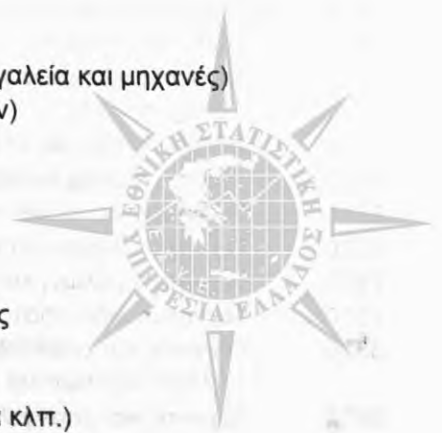 γαλεία και μηχανές)
ν)
ΕΘΝΙΚΗ ΣΤΑΤΙΣΤΙΚΗ
ΥΠΗΡΕΣΙΑ ΕΛΛΑΔΟΣ
Ε.Σ.Υ.Ε.
ς
α κλπ.)